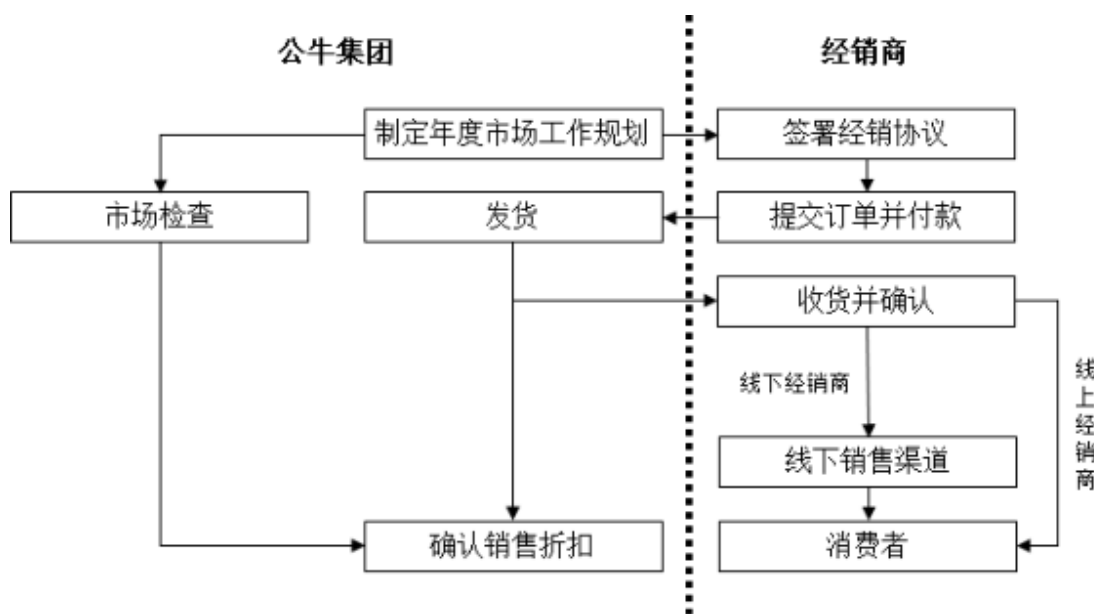 公牛集团
经销商
制定年度市场工作规划
签署经销协议
市场检查
发货
提交订单并付款
收货并确认
线下经销商
线上经销商
线下销售渠道
确认销售折扣
消费者